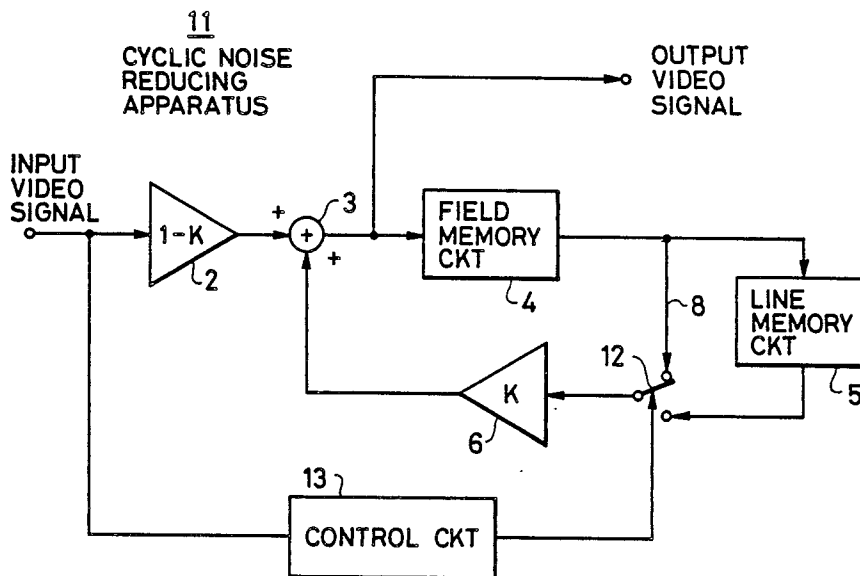 11
CYCLIC NOISE
REDUCING
APPARATUS
OUTPUT
VIDEO
SIGNAL
INPUT
VIDEO
SIGNAL
1-K
2
+
+
3
+
FIELD
MEMORY
CKT
4
8
LINE
MEMORY
CKT
5
12
K
6
13
CONTROL CKT